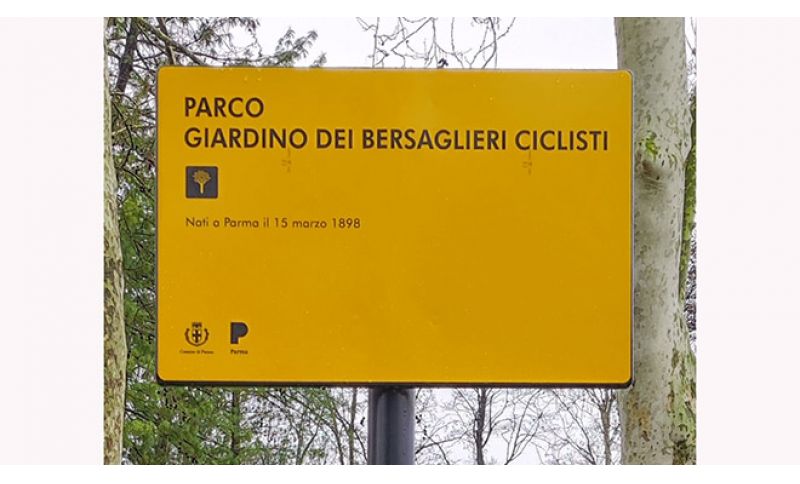 PARCO
GIARDINO DEI BERSAGLIERI CICLISTI
Nati a Parma il 15 marzo 1898
Comune di Parma
P
Parma